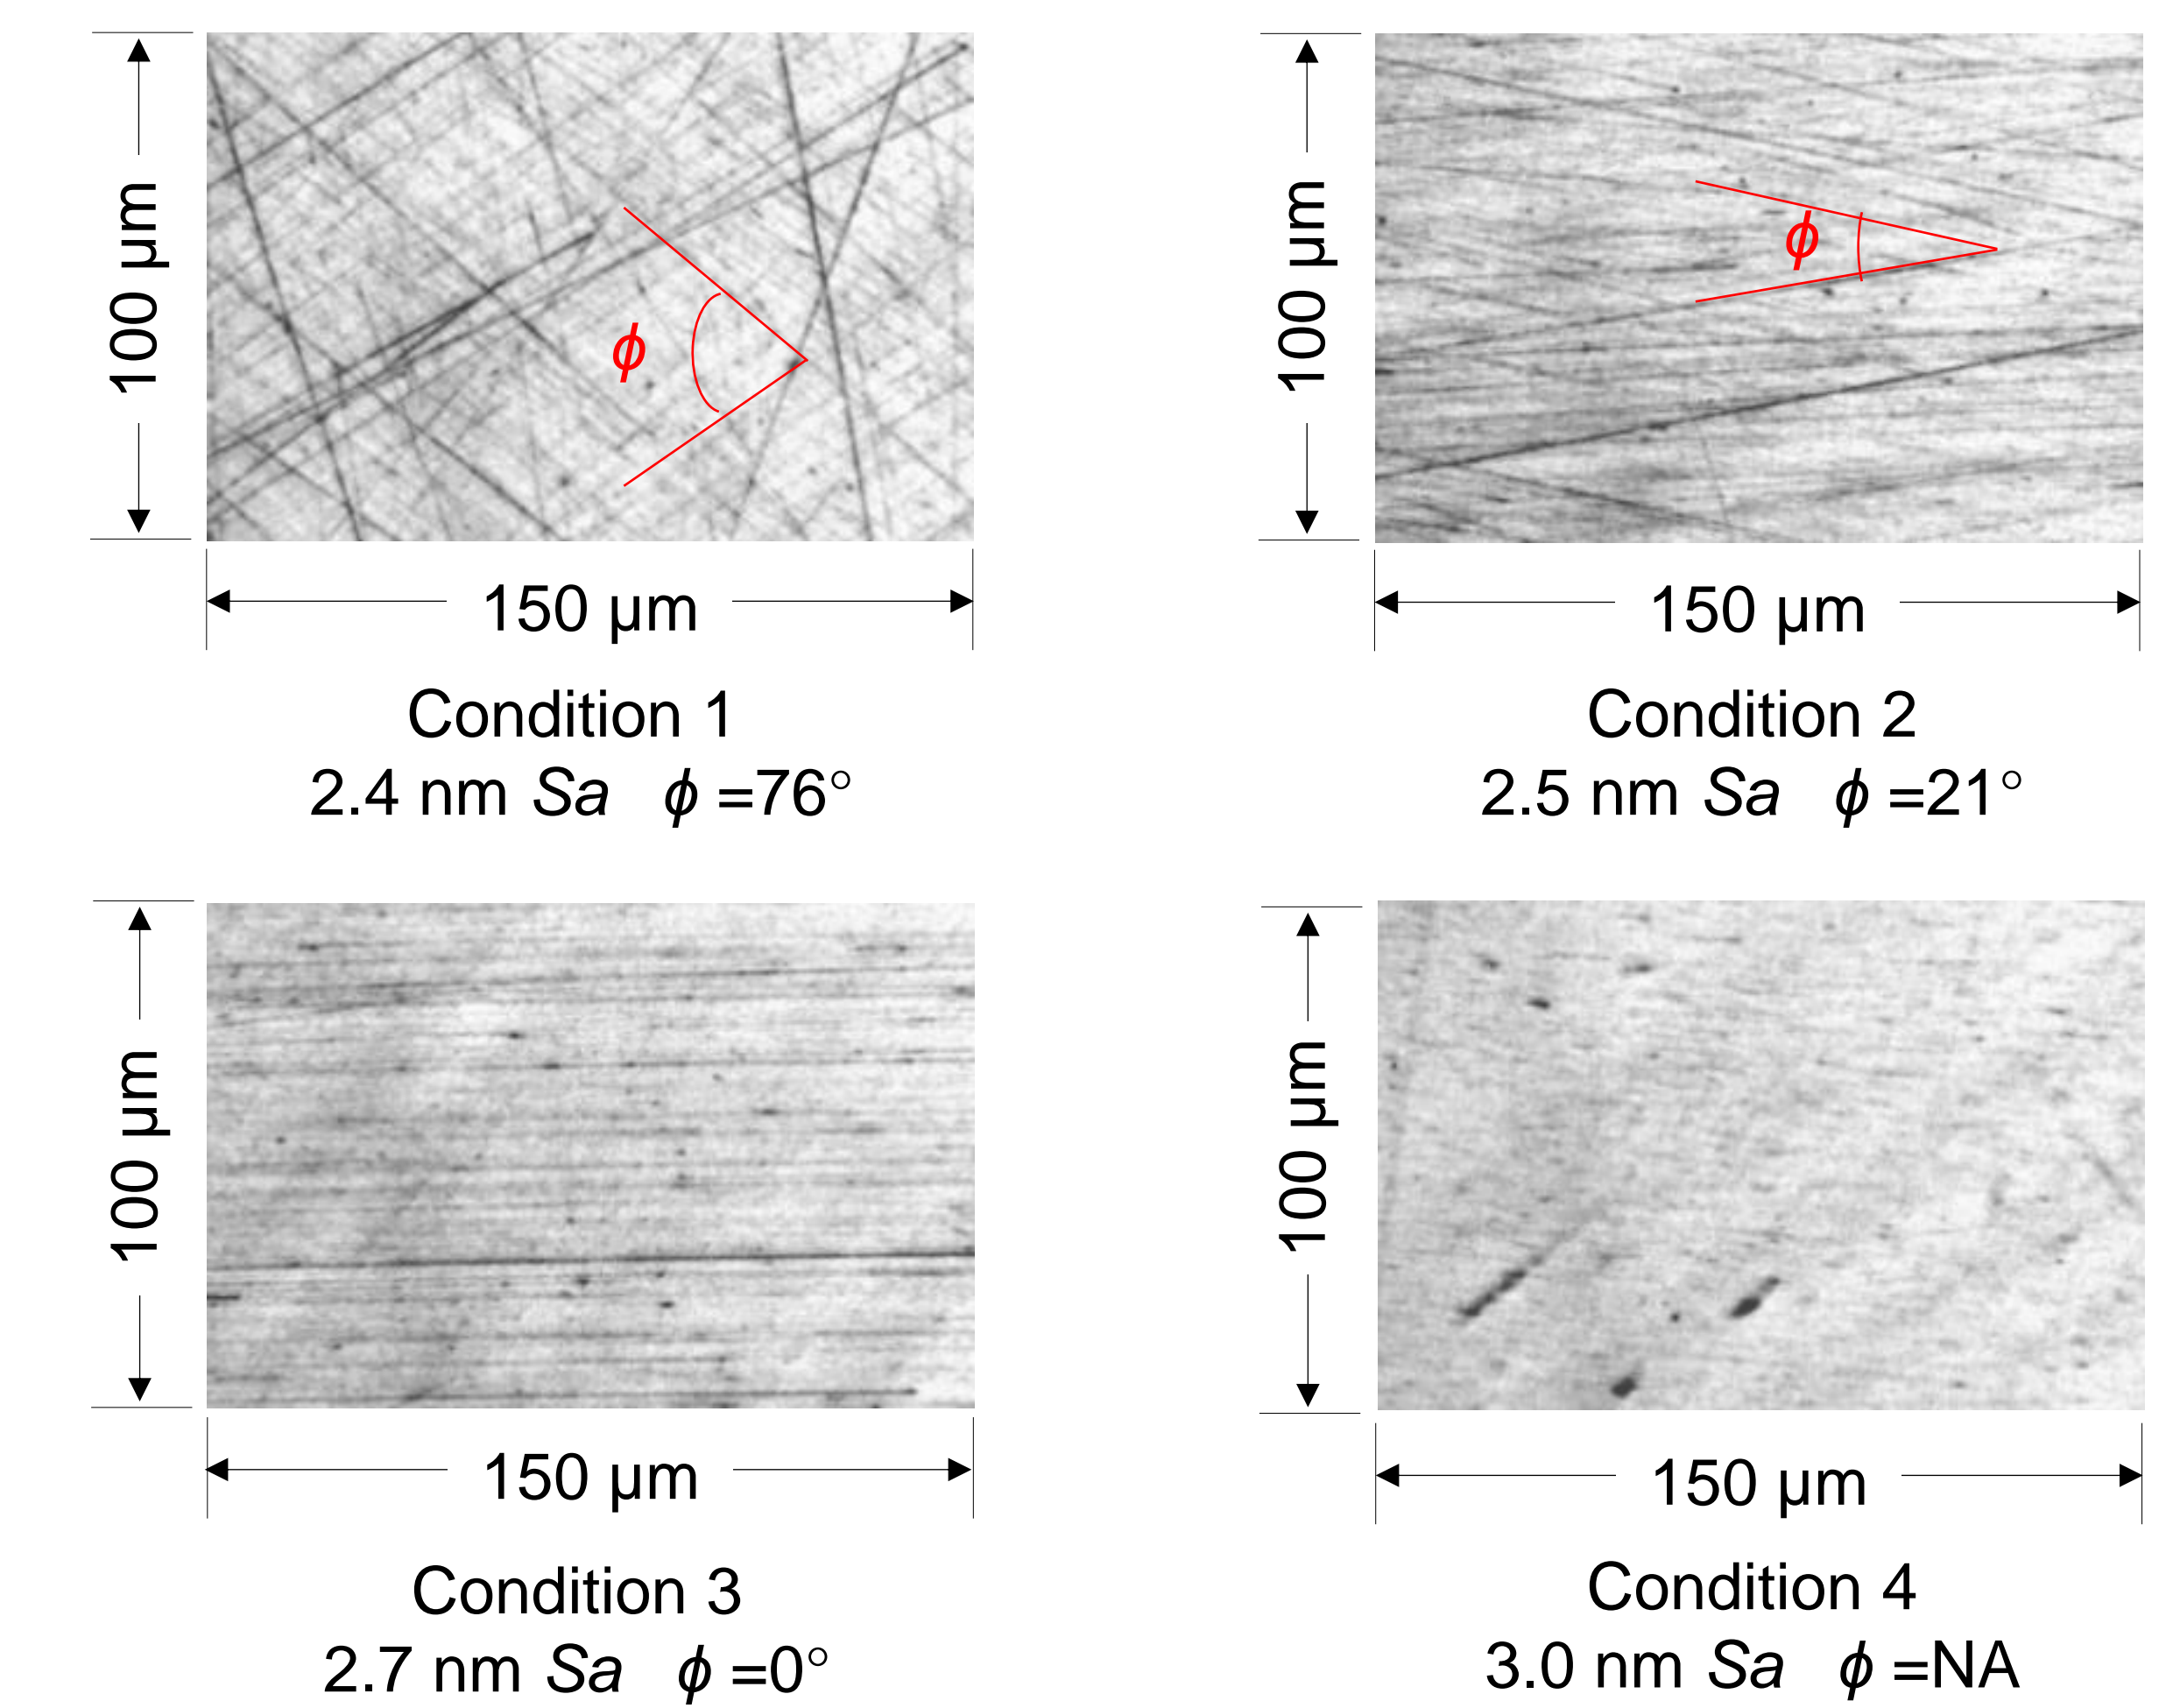 100 µm
ϕ
150 µm
Condition 1
2.4 nm Sa ϕ =76°
100 µm
ϕ
150 µm
Condition 2
2.5 nm Sa ϕ =21°
100 µm
150 µm
Condition 3
2.7 nm Sa ϕ =0°
100 µm
150 µm
Condition 4
3.0 nm Sa ϕ =NA